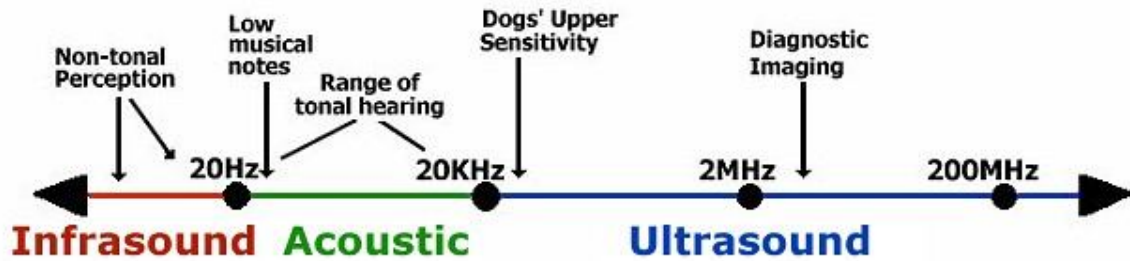 Non-tonal
Perception
Low
musical
notes
Range of
tonal hearing
Dogs' Upper
Sensitivity
Diagnostic
Imaging
20Hz
20KHz
2MHz
200MHz
Infrasound
Acoustic
Ultrasound